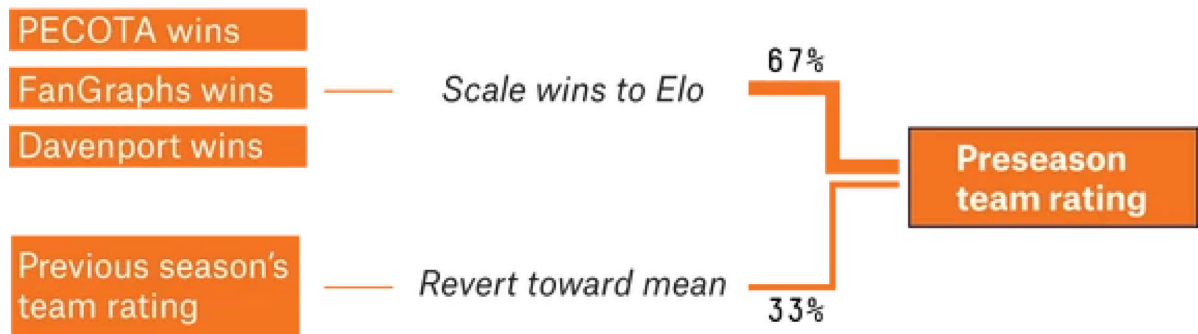 PECOTA wins
FanGraphs wins
Davenport wins
Scale wins to Elo
67%
Preseason
team rating
Previous season’s
team rating
Revert toward mean
33%